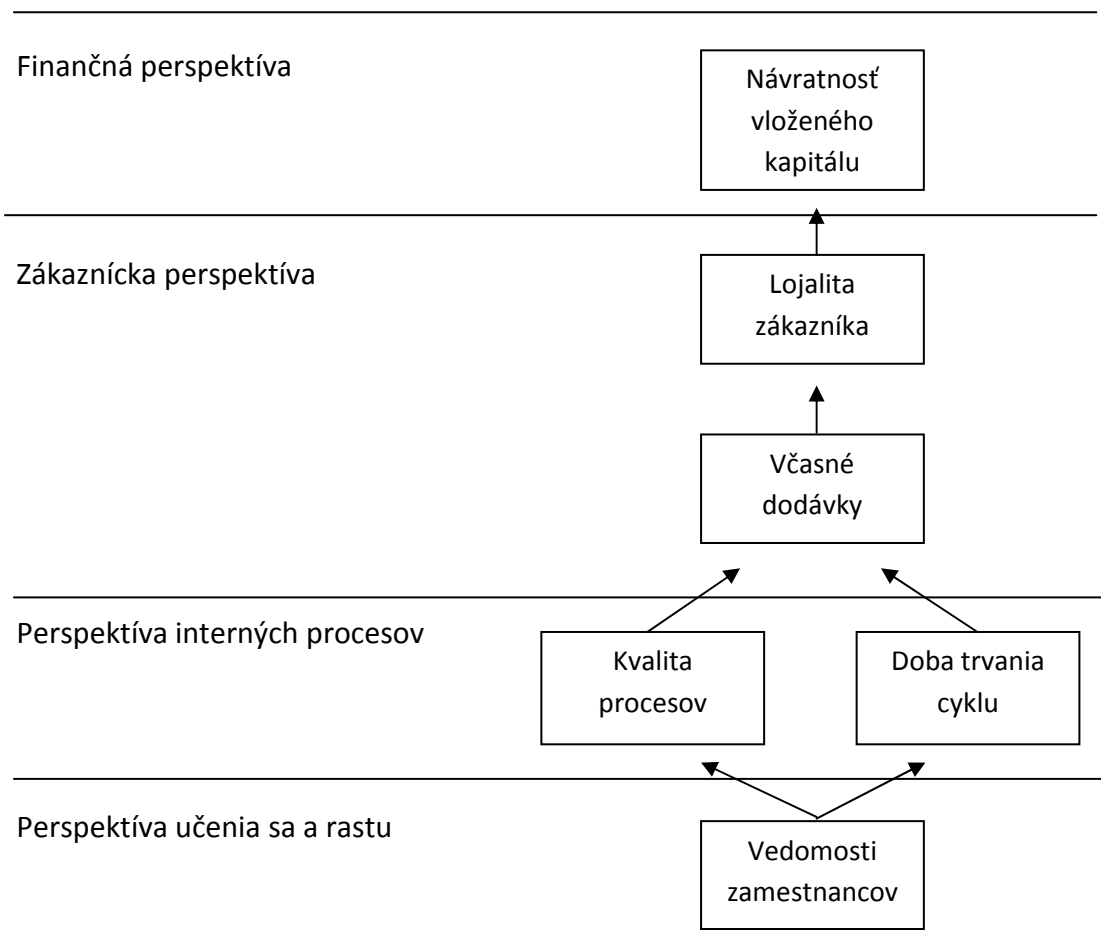 Finančná perspektíva
Návratnosť
vloženého
kapitálu
Zákaznícka perspektíva
Lojalita
zákazníka
Včasné
dodávky
Perspektíva interných procesov
Kvalita
procesov
Doba trvania
cyklu
Perspektíva učenia sa a rastu
Vedomosti
zamestnancov